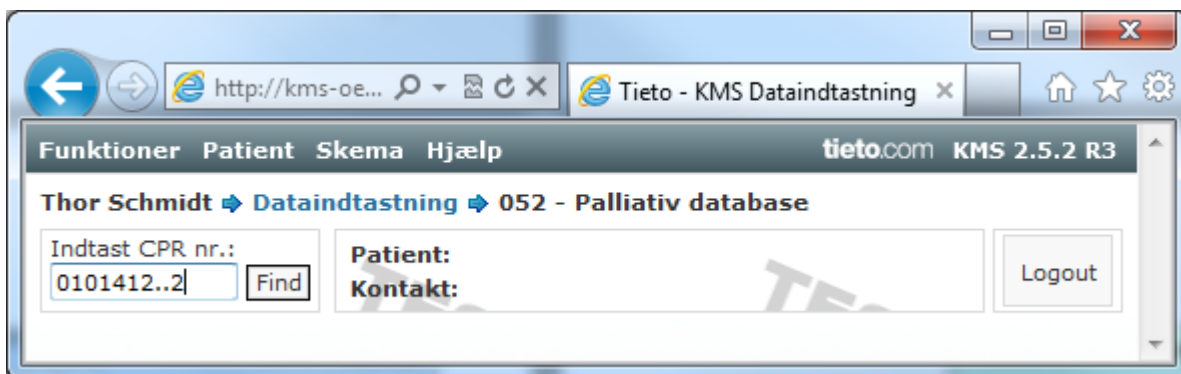 http://kms-oe... Tieto - KMS Dataindtastning
Funktioner Patient Skema Hjælp tieto.com KMS 2.5.2 R3
Thor Schmidt Dataindtastning 052 - Palliativ database
Indtast CPR nr.:
0101412..2 Find
Patient:
Kontakt:
Logout